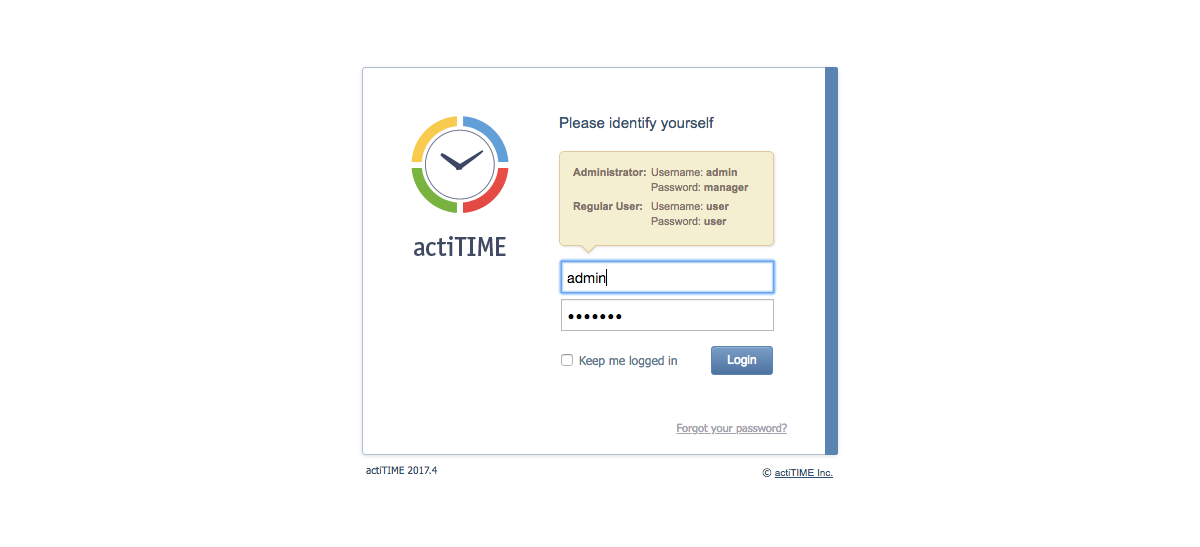 Please identify yourself
Administrator: Username: admin
Password: manager
Regular User: Username: user
Password: user
actiTIME
admin
•••••••
Keep me logged in
Login
Forgot your password?
actiTIME 2017.4
© actiTIME Inc.